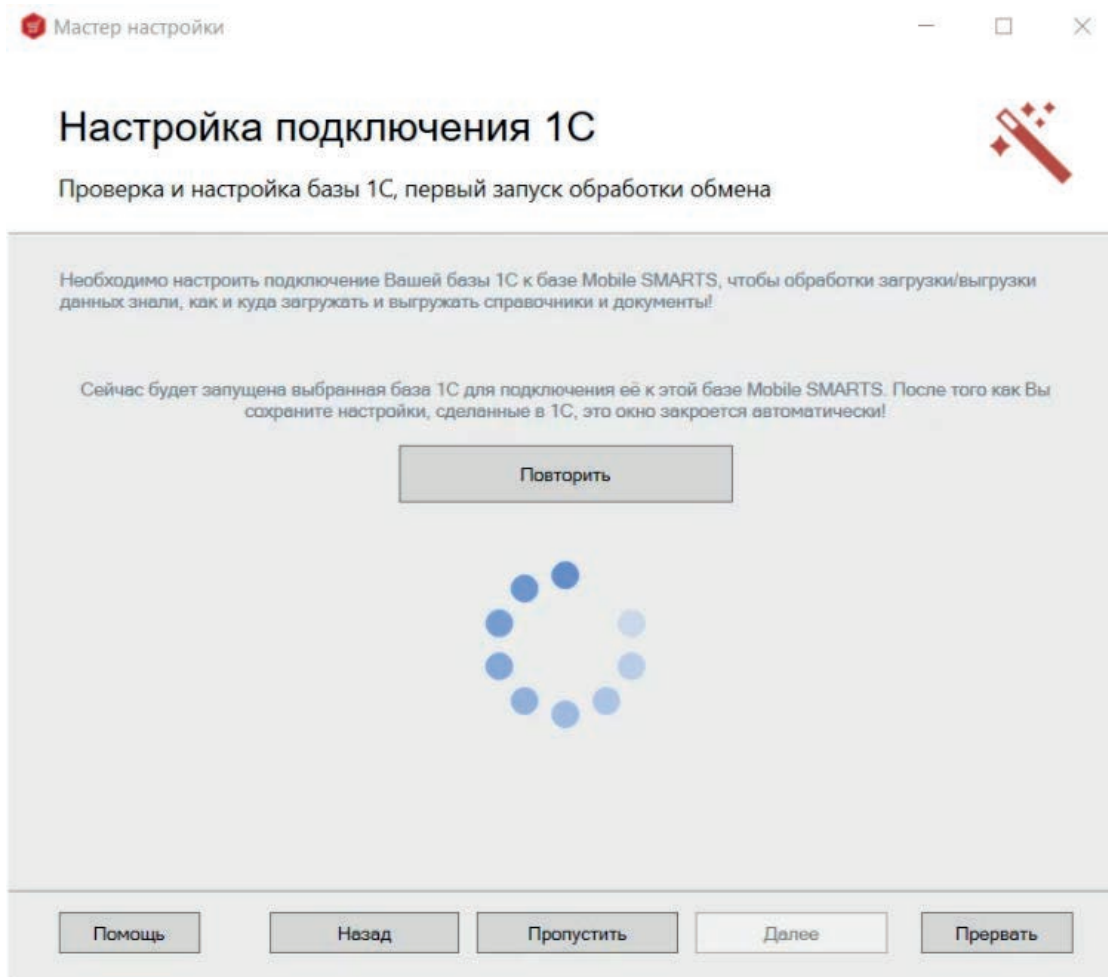 Мастер настройки
Настройка подключения 1С
Проверка и настройка базы 1С, первый запуск обработки обмена
Необходимо настроить подключение Вашей базы 1С к базе Mobile SMARTS, чтобы обработки загрузки/выгрузки
данных знали, как и куда загружать и выгружать справочники и документы!
Сейчас будет запущена выбранная база 1С для подключения её к этой базе Mobile SMARTS. После того как Вы
сохраните настройки, сделанные в 1С, это окно закроется автоматически!
Повторить
Помощь Назад Пропустить Далее Прервать